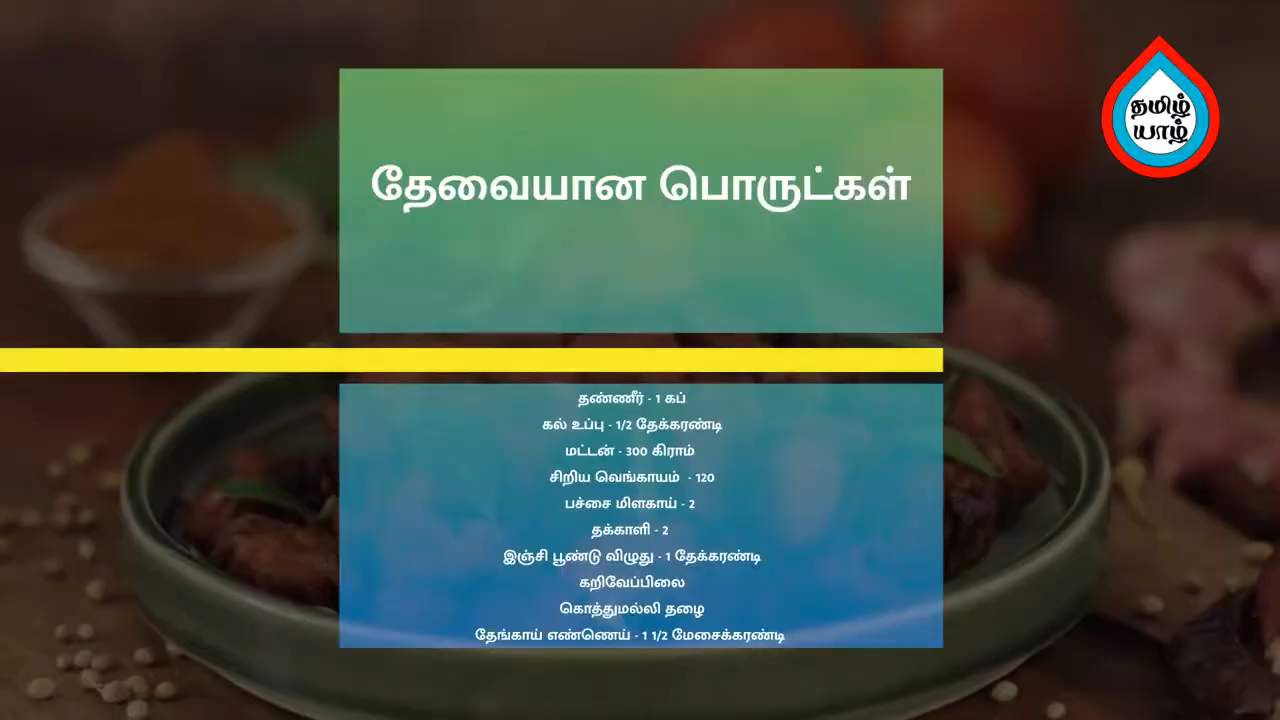 தமிழ்
யாழ்
தேவையான பொருட்கள்
தண்ணீர் - 1 கப்
கல் உப்பு - 1/2 தேக்கரண்டி
மட்டன் - 300 கிராம்
சிறிய வெங்காயம் - 120
பச்சை மிளகாய் - 2
தக்காளி - 2
இஞ்சி பூண்டு விழுது - 1 தேக்கரண்டி
கறிவேப்பிலை
கொத்துமல்லி தழை
தேங்காய் எண்ணெய் - 1 1/2 மேசைக்கரண்டி